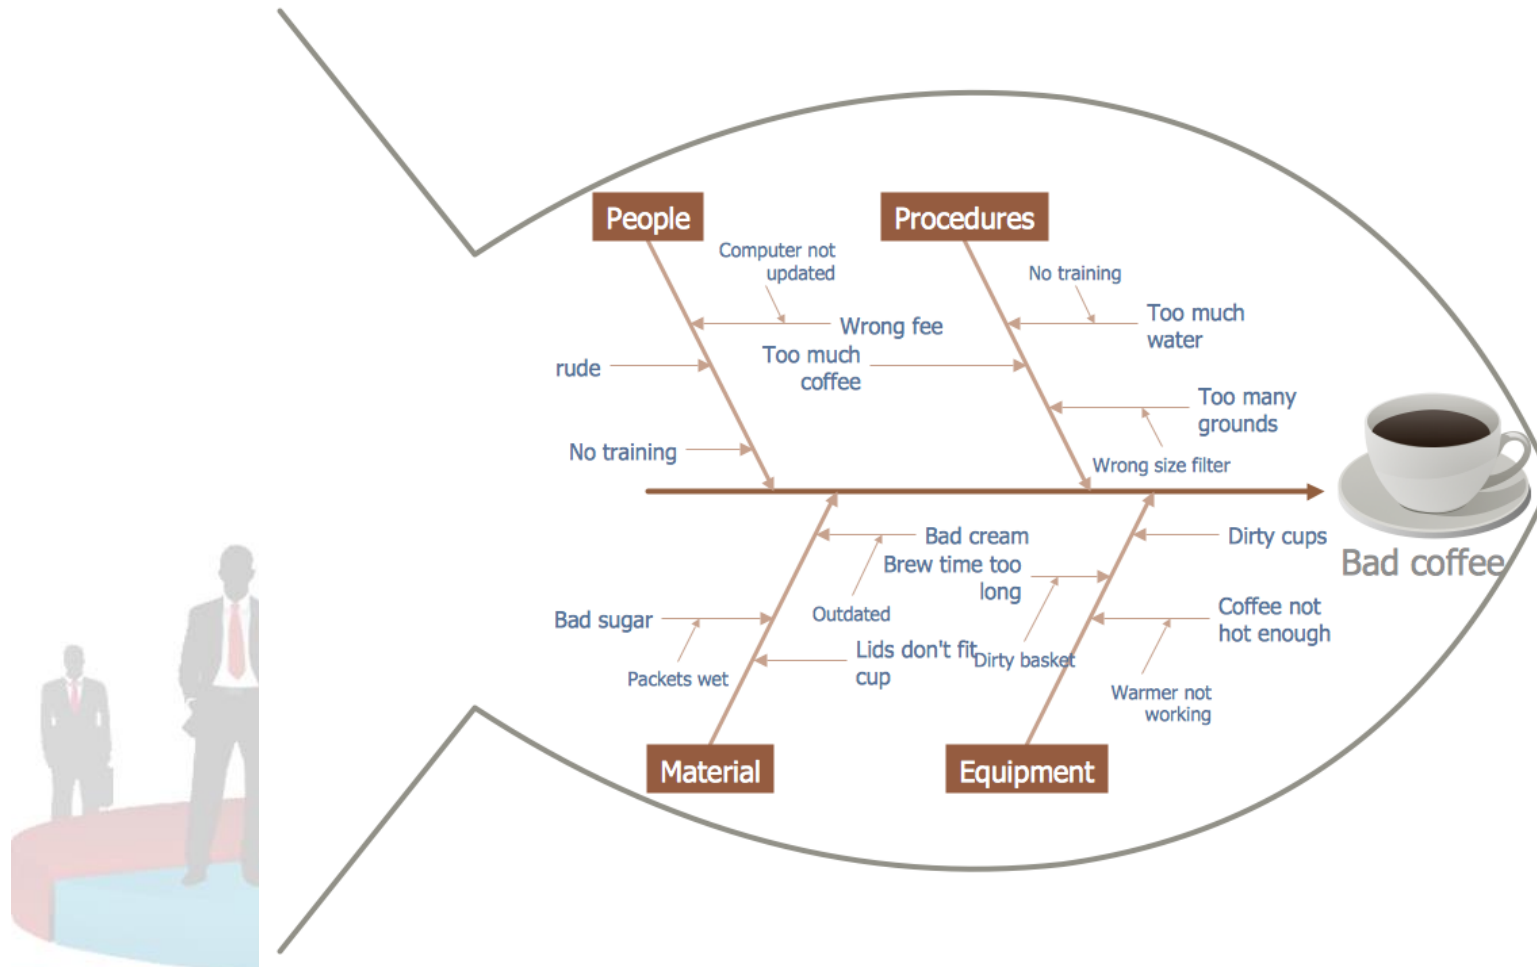 People
Procedures
Computer not
updated
No training
Wrong fee
Too much
water
rude
Too much
coffee
Too many
grounds
No training
Wrong size filter
Bad cream
Dirty cups
Brew time too
long
Bad sugar
Outdated
Coffee not
hot enough
Packets wet
Lids don't fit
cup
Dirty basket
Warmer not
working
Material
Equipment
Bad coffee